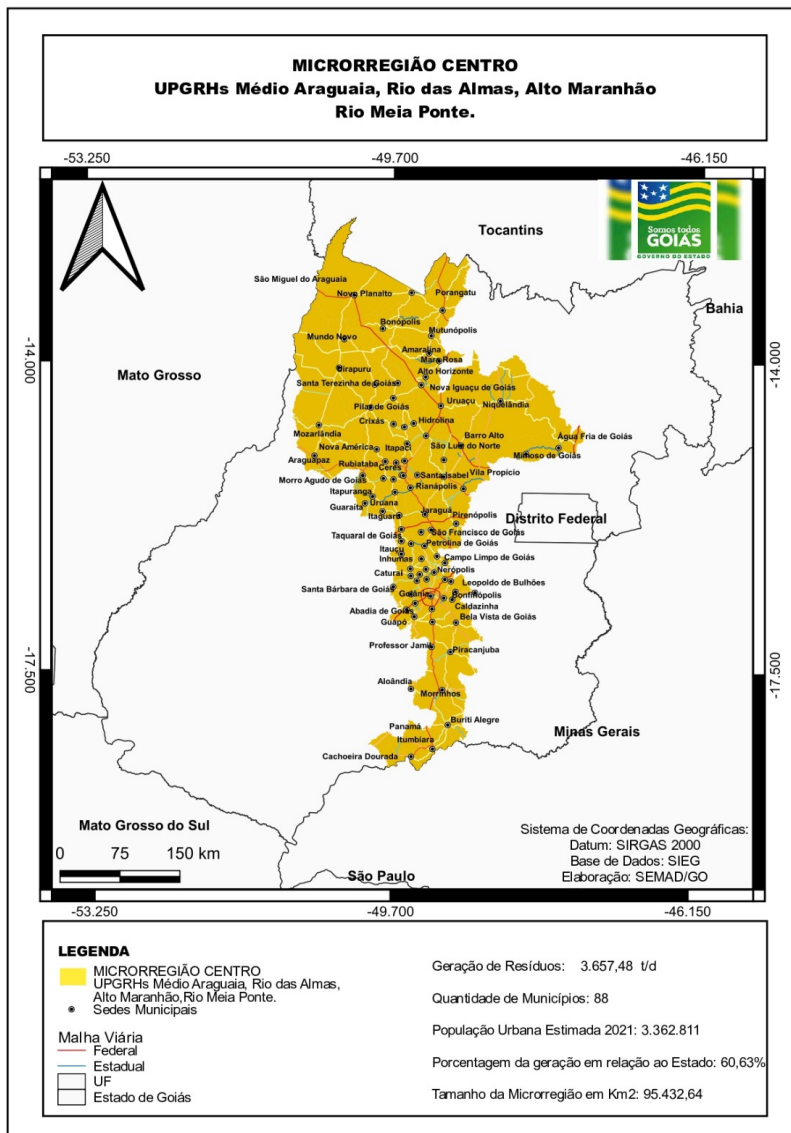 MICRORREGIÃO CENTRO
UPGRHs Médio Araguaia, Rio das Almas, Alto Maranhão
Rio Meia Ponte.
-53.250
-49.700
-46.150
Somos todos
GOIÁS
GOVERNO DO ESTADO
Tocantins
São Miguel do Araguaia
Novo Planalto
Porangatu
Bahia
Bonópolis
Mutunópolis
Mundo Novo
Amaralina
Mara Rosa
-14.000
-14.000
Mato Grosso
Alto Horizonte
Santa Terezinha de Goiás
Nova Iguaçu de Goiás
Pilar de Goiás
Uruaçu
Niquelândia
Crixás
Hidrolina
Mozarlândia
Água Fria de Goiás
Nova América
Itapaci
São Luiz do Norte
Barro Alto
Araguapaz
Mimoso de Goiás
Rubiataba
Ceres
Santa Isabel
Vila Propício
Morro Agudo de Goiás
Rianápolis
Itapuranga
Uruana
Guaraíta
Itaguaru
Jaraguá
Pirenópolis
Distrito Federal
Taquaral de Goiás
São Francisco de Goiás
Itauçu
Petrolina de Goiás
Inhumas
Campo Limpo de Goiás
Caturaí
Nerópolis
Santa Bárbara de Goiás
Leopoldo de Bulhões
Goiânia
Bonfinópolis
Abadia de Goiás
Caldazinha
Guapó
Bela Vista de Goiás
Professor Jamil
Piracanjuba
-17.500
-17.500
Aloândia
Morrinhos
Panamá
Buriti Alegre
Minas Gerais
Itumbiara
Cachoeira Dourada
Mato Grosso do Sul
0 75 150 km
São Paulo
Sistema de Coordenadas Geográficas:
Datum: SIRGAS 2000
Base de Dados: SIEG
Elaboração: SEMAD/GO
-53.250
-49.700
-46.150
LEGENDA
MICRORREGIÃO CENTRO
UPGRHs Médio Araguaia, Rio das Almas,
Alto Maranhão,Rio Meia Ponte.
Sedes Municipais
Malha Viária
Federal
Estadual
UF
Estado de Goiás
Geração de Resíduos: 3.657,48 t/d
Quantidade de Municípios: 88
População Urbana Estimada 2021: 3.362.811
Porcentagem da geração em relação ao Estado: 60,63%
Tamanho da Microrregião em Km2: 95.432,64